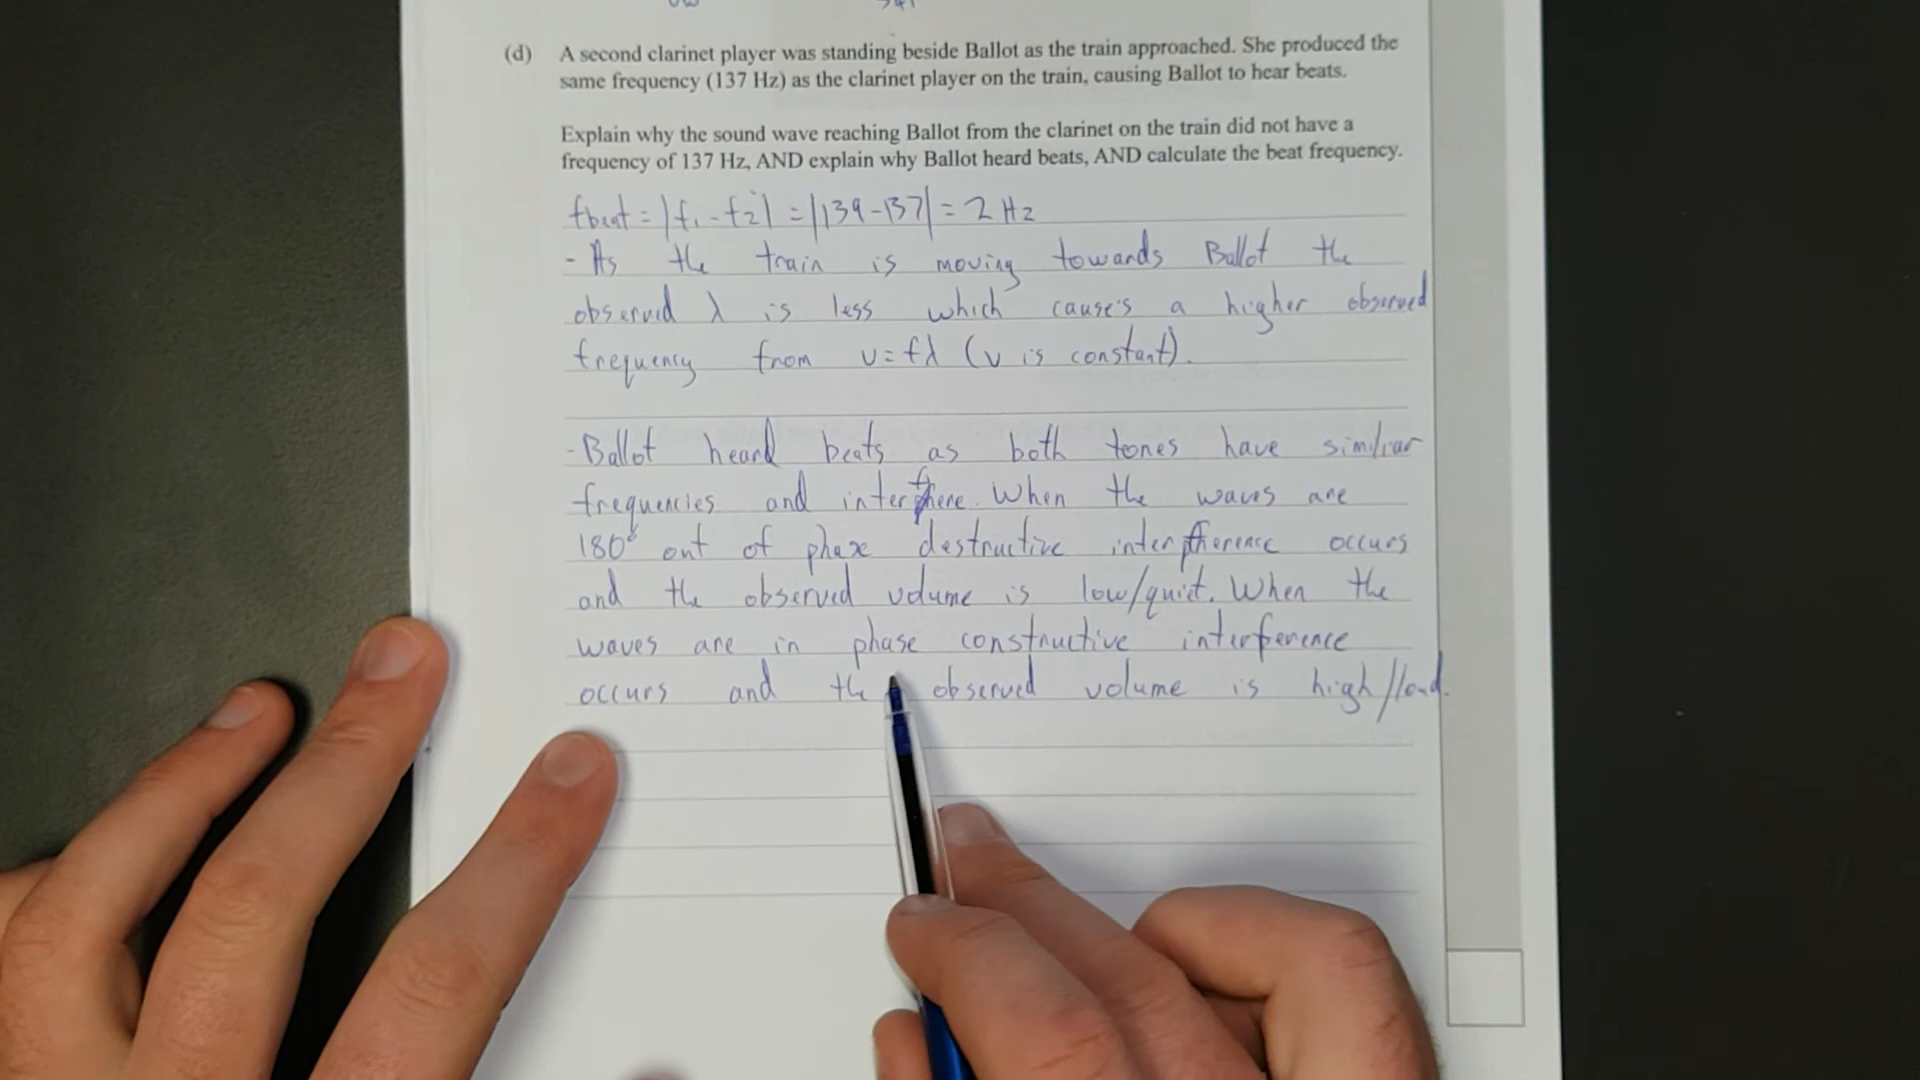 (d) A second clarinet player was standing beside Ballot as the train approached. She produced the
same frequency (137 Hz) as the clarinet player on the train, causing Ballot to hear beats.
Explain why the sound wave reaching Ballot from the clarinet on the train did not have a
frequency of 137 Hz, AND explain why Ballot heard beats, AND calculate the beat frequency.
fbeat = |f1 - f2| = |139-137| = 2 Hz
- As the train is moving towards Ballot the
observed λ is less which cause's a higher observed
frequency from v = fλ (v is constant).
- Ballot heard beats as both tones have similiar
frequencies and interfhere. When the waves are
180° out of phase destructive interfherence occurs
and the observed volume is low/quiet. When the
waves are in phase constructive interference
occurs and the observed volume is high/loud.